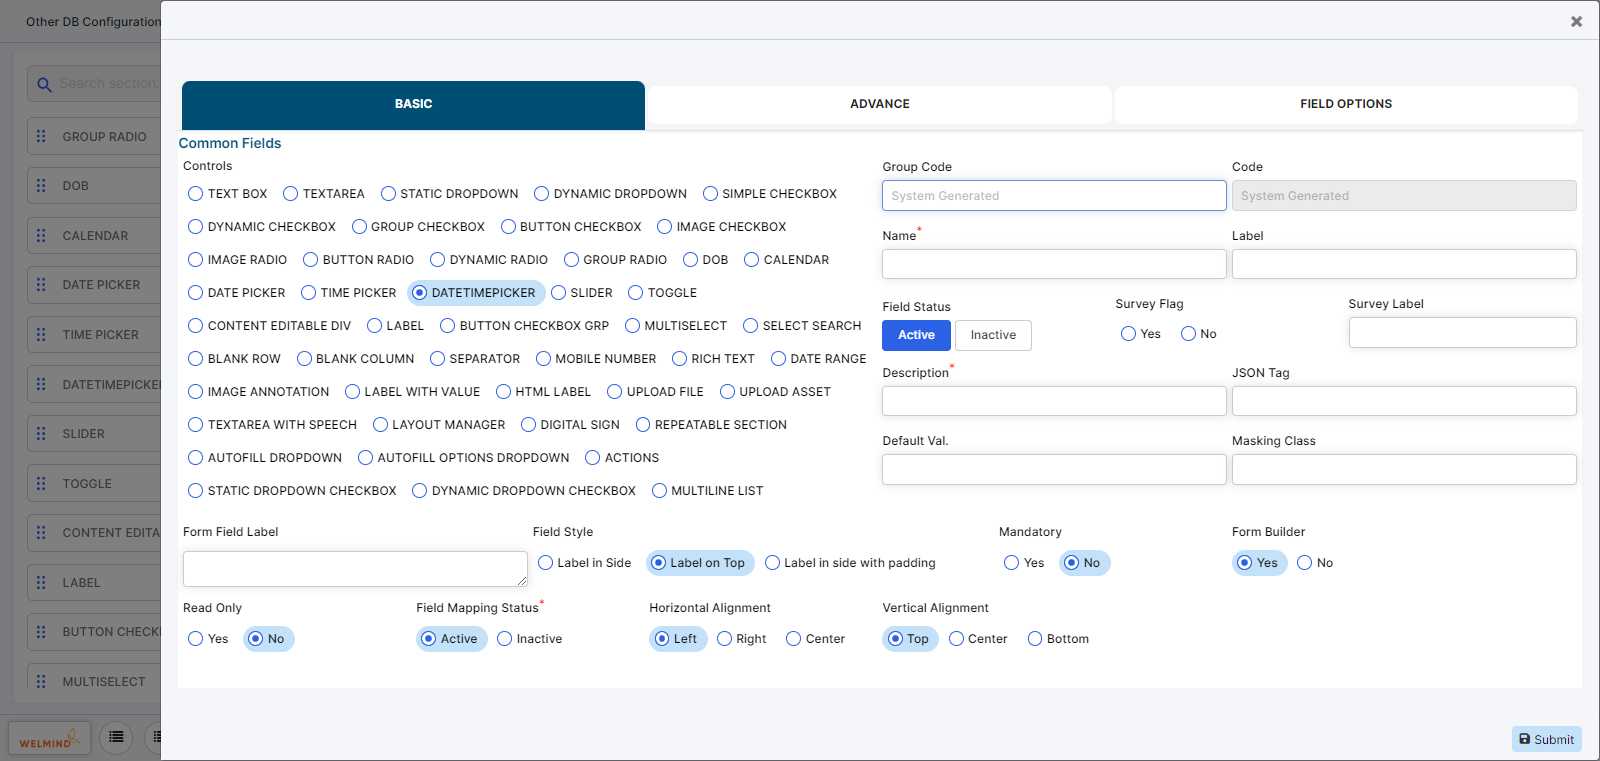 Other DB Configuration
Search section
GROUP RADIO
DOB
CALENDAR
DATE PICKER
TIME PICKER
DATETIMEPICKE
SLIDER
TOGGLE
CONTENT EDITA
LABEL
BUTTON CHECK
MULTISELECT
WELMIND
BASIC ADVANCE FIELD OPTIONS
Common Fields
Controls
TEXT BOX TEXTAREA STATIC DROPDOWN DYNAMIC DROPDOWN SIMPLE CHECKBOX
DYNAMIC CHECKBOX GROUP CHECKBOX BUTTON CHECKBOX IMAGE CHECKBOX
IMAGE RADIO BUTTON RADIO DYNAMIC RADIO GROUP RADIO DOB CALENDAR
DATE PICKER TIME PICKER DATETIMEPICKER SLIDER TOGGLE
CONTENT EDITABLE DIV LABEL BUTTON CHECKBOX GRP MULTISELECT SELECT SEARCH
BLANK ROW BLANK COLUMN SEPARATOR MOBILE NUMBER RICH TEXT DATE RANGE
IMAGE ANNOTATION LABEL WITH VALUE HTML LABEL UPLOAD FILE UPLOAD ASSET
TEXTAREA WITH SPEECH LAYOUT MANAGER DIGITAL SIGN REPEATABLE SECTION
AUTOFILL DROPDOWN AUTOFILL OPTIONS DROPDOWN ACTIONS
STATIC DROPDOWN CHECKBOX DYNAMIC DROPDOWN CHECKBOX MULTILINE LIST
Group Code Code
System Generated System Generated
Name* Label
Field Status Survey Flag Survey Label
Active Inactive Yes No
Description* JSON Tag
Default Val. Masking Class
Form Field Label Field Style Mandatory Form Builder
Label in Side Label on Top Label in side with padding Yes No Yes No
Read Only Field Mapping Status* Horizontal Alignment Vertical Alignment
Yes No Active Inactive Left Right Center Top Center Bottom
Submit